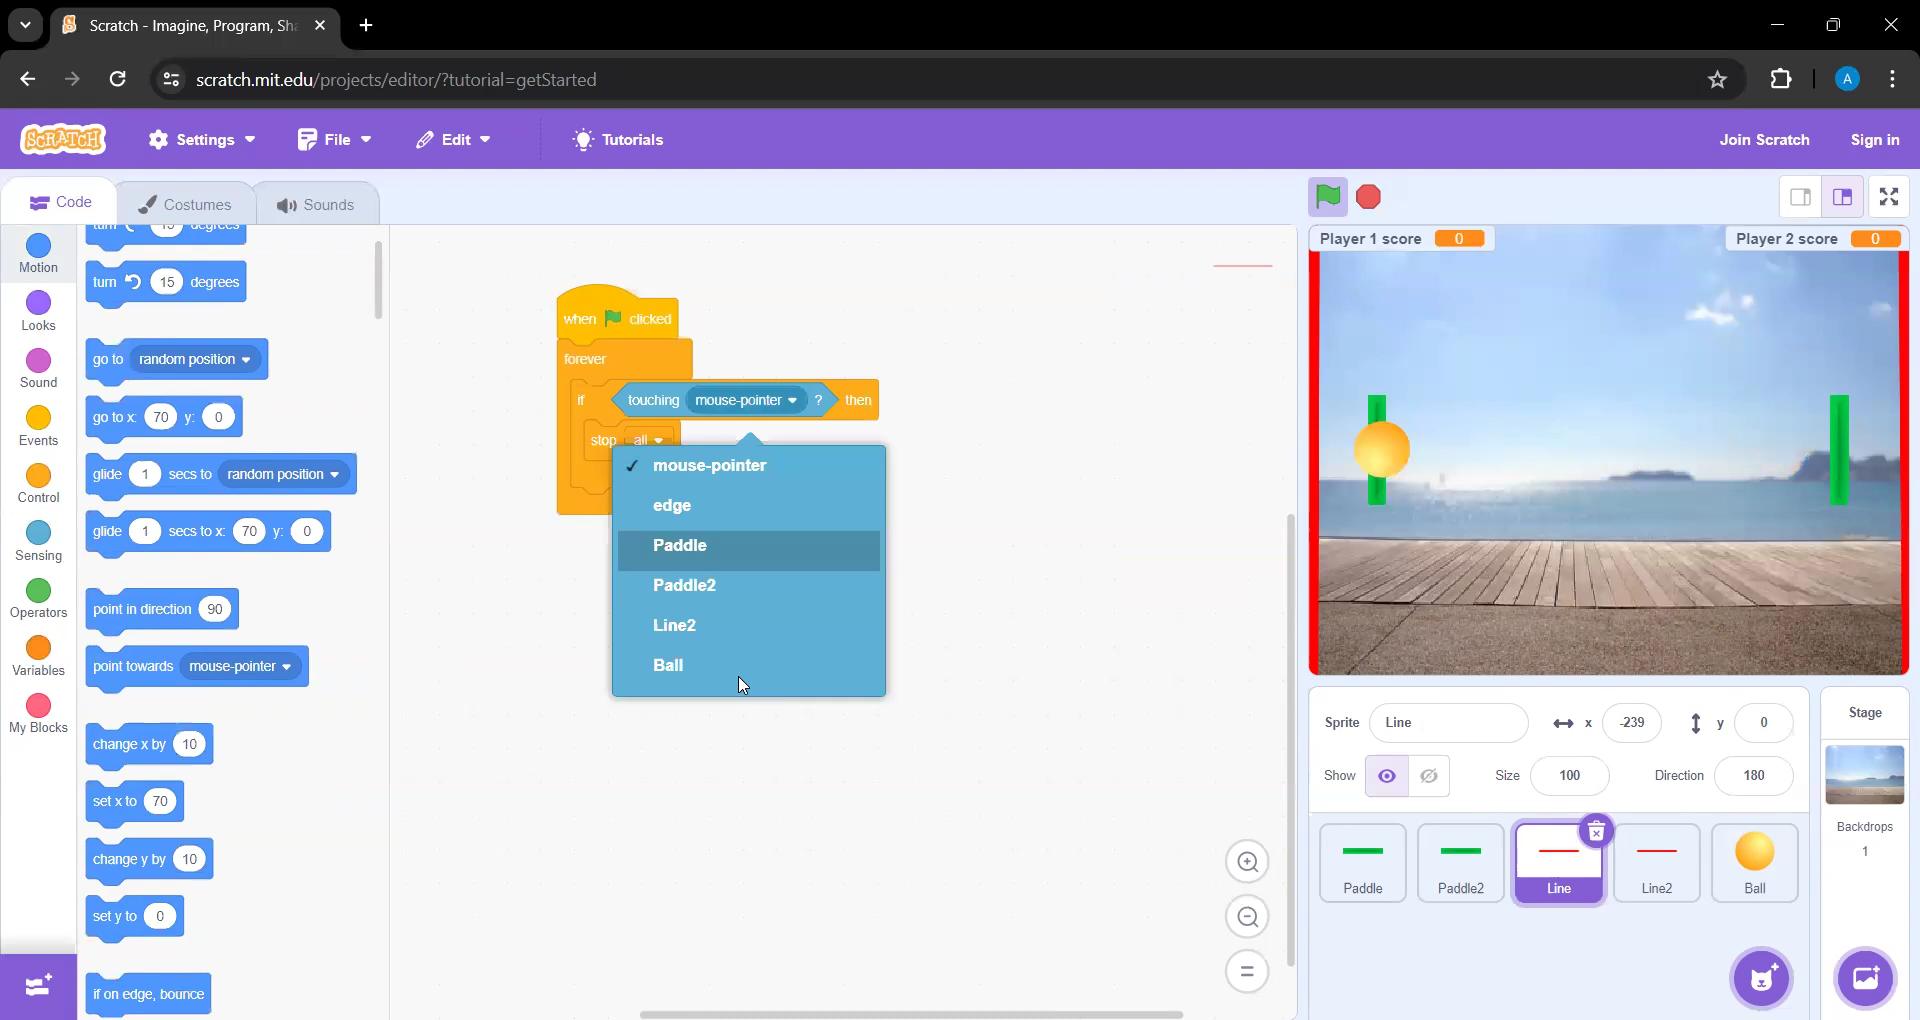 Scratch - Imagine, Program, Sh
scratch.mit.edu/projects/editor/?tutorial=getStarted
A
SCRATCH
Settings
File
Edit
Tutorials
Join Scratch
Sign in
Code
Costumes
Sounds
Motion
Looks
Sound
Events
Control
Sensing
Operators
Variables
My Blocks
turn 15 degrees
turn 15 degrees
go to random position
go to x: 70 y: 0
glide 1 secs to random position
glide 1 secs to x: 70 y: 0
point in direction 90
point towards mouse-pointer
change x by 10
set x to 70
change y by 10
set y to 0
if on edge, bounce
when clicked
forever
if touching mouse-pointer ? then
stop all
✓ mouse-pointer
edge
Paddle
Paddle2
Line2
Ball
Player 1 score 0
Player 2 score 0
Sprite Line x -239 y 0
Show Size 100 Direction 180
Paddle
Paddle2
Line
Line2
Ball
Stage
Backdrops
1